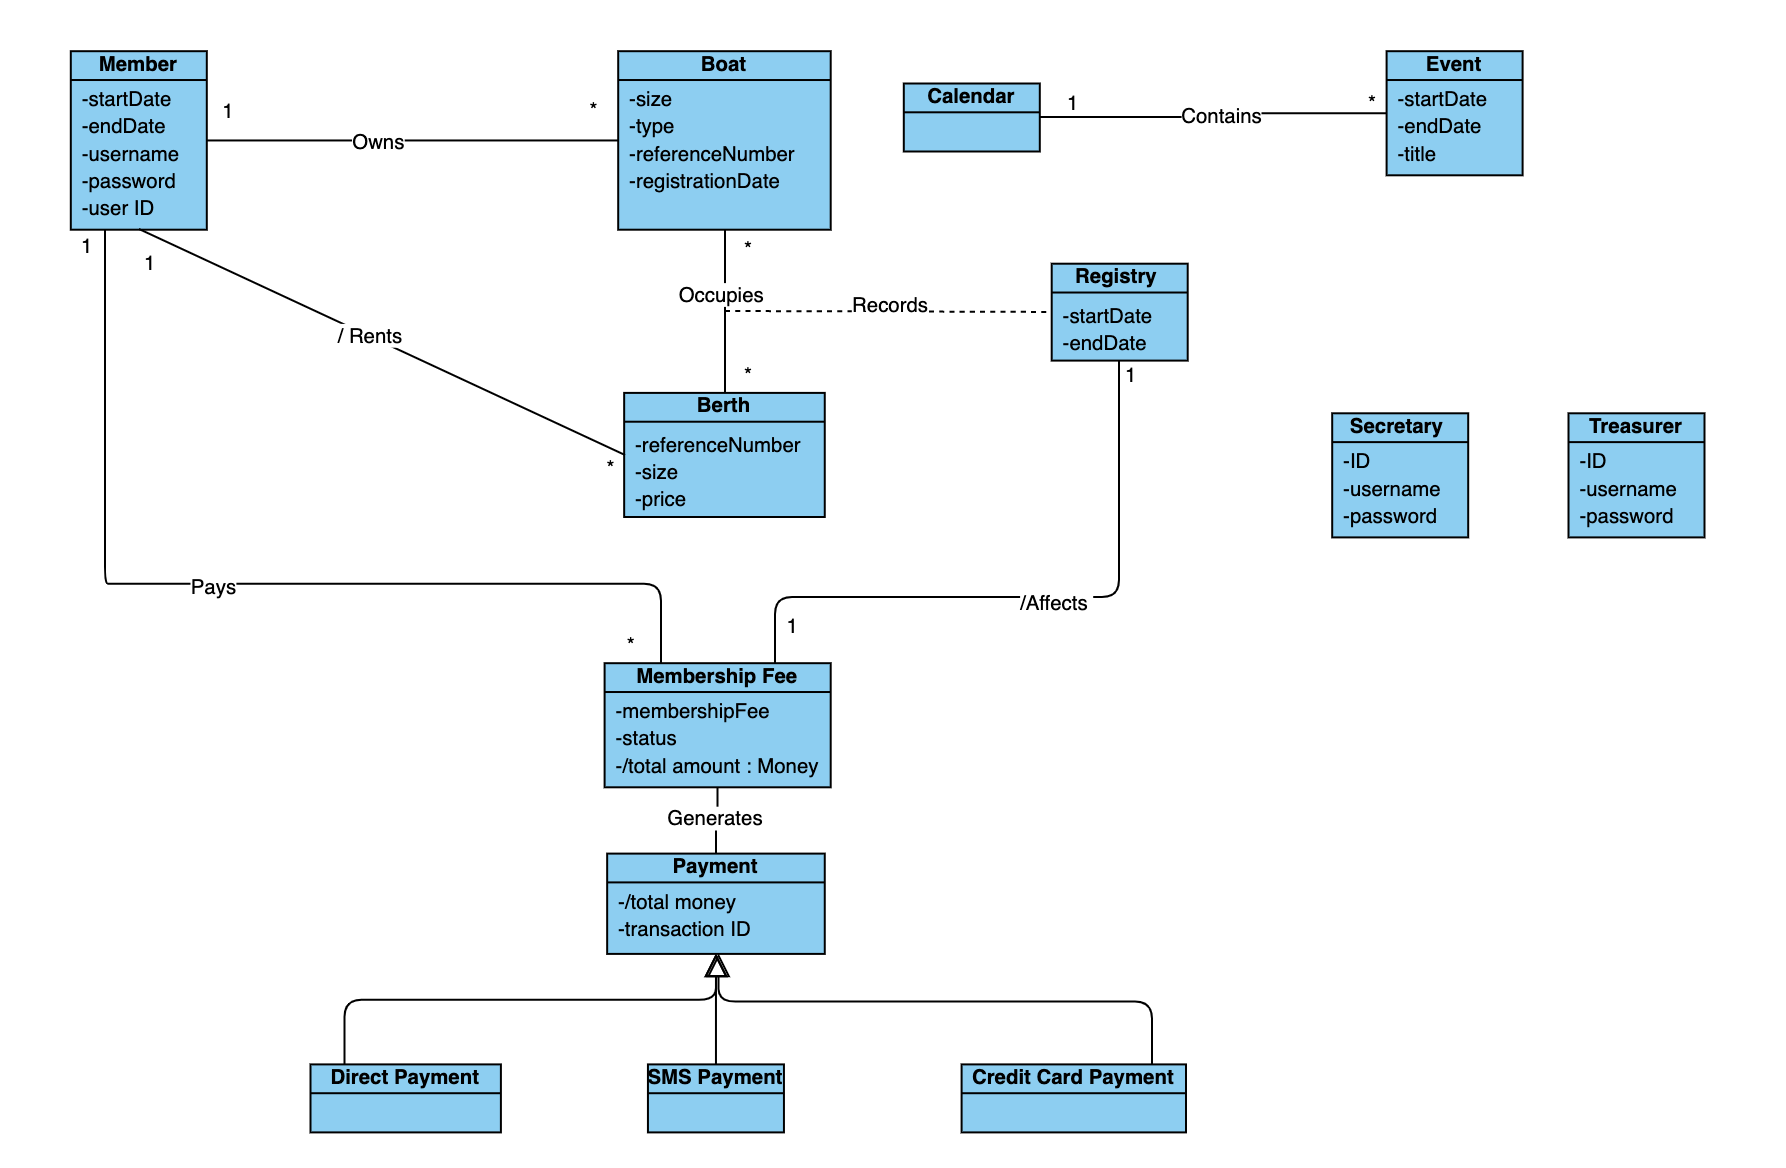 Member
-startDate
-endDate
-username
-password
-user ID
1
*
Owns
Boat
-size
-type
-referenceNumber
-registrationDate
Calendar
1
Contains
*
Event
-startDate
-endDate
-title
1
1
/ Rents
*
*
Occupies
*
Records
Registry
-startDate
-endDate
1
Berth
-referenceNumber
-size
-price
Secretary
-ID
-username
-password
Treasurer
-ID
-username
-password
Pays
*
/Affects
1
Membership Fee
-membershipFee
-status
-/total amount : Money
Generates
Payment
-/total money
-transaction ID
Direct Payment
SMS Payment
Credit Card Payment